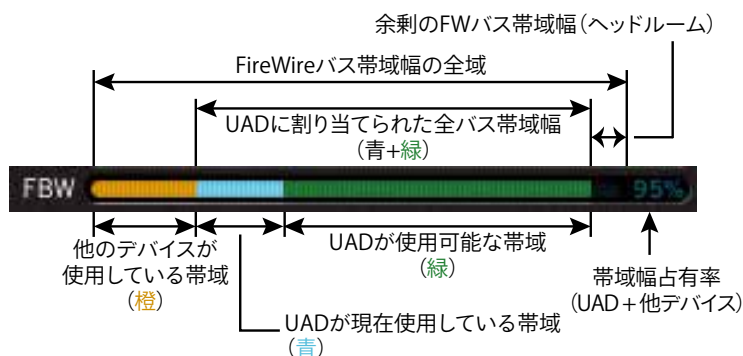 余剰のFWバス帯域幅（ヘッドルーム）
FireWireバス帯域幅の全域
UADに割り当てられた全バス帯域幅
（青+緑）
FBW
95%
他のデバイスが
使用している帯域
（橙）
UADが使用可能な帯域
（緑）
帯域幅占有率
（UAD＋他デバイス）
UADが現在使用している帯域
（青）